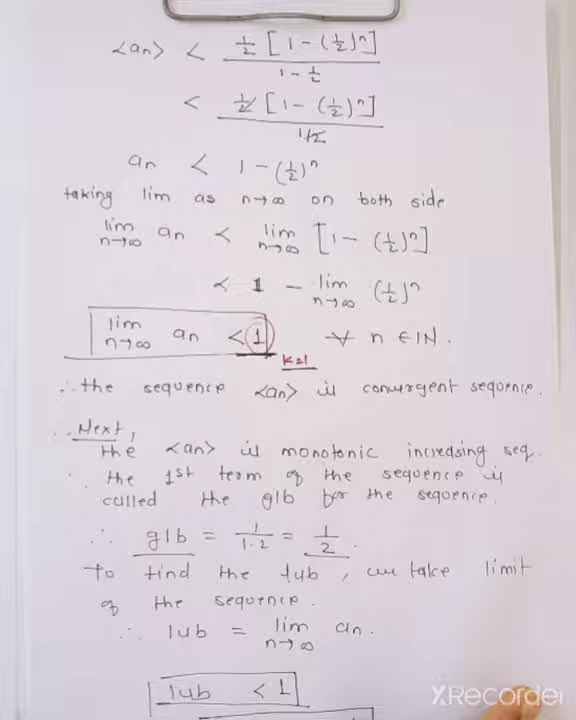 <an> < 1/2 [1 - (1/2)^n] / 1 - 1/2
< 1/2 [1 - (1/2)^n] / 1/2
an < 1 - (1/2)^n
taking lim as n→∞ on both side
lim n→∞ an < lim n→∞ [1 - (1/2)^n]
< 1 - lim n→∞ (1/2)^n
lim n→∞ an < 1 ∀ n ∈ IN.
k=1
∴ the sequence <an> is convergent sequence.
∴ Next,
the <an> is monotonic increasing seq.
∴ the 1st term of the sequence is
called the glb for the sequence.
∴ glb = 1/1·2 = 1/2.
To find the lub, we take limit
of the sequence.
∴ lub = lim n→∞ an.
lub < 1
XRecorder